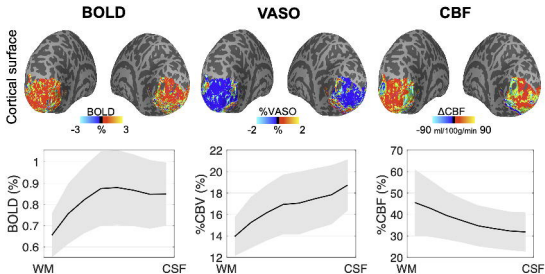 BOLD VASO CBF
Cortical surface
BOLD %VASO ΔCBF
-3 % 3 -2 % 2 -90 ml/100g/min 90
BOLD (%)
1
0.9
0.8
0.7
0.6
WM CSF
%CBV (%)
22
20
18
16
14
12
WM CSF
%CBF (%)
70
60
50
40
30
20
WM CSF